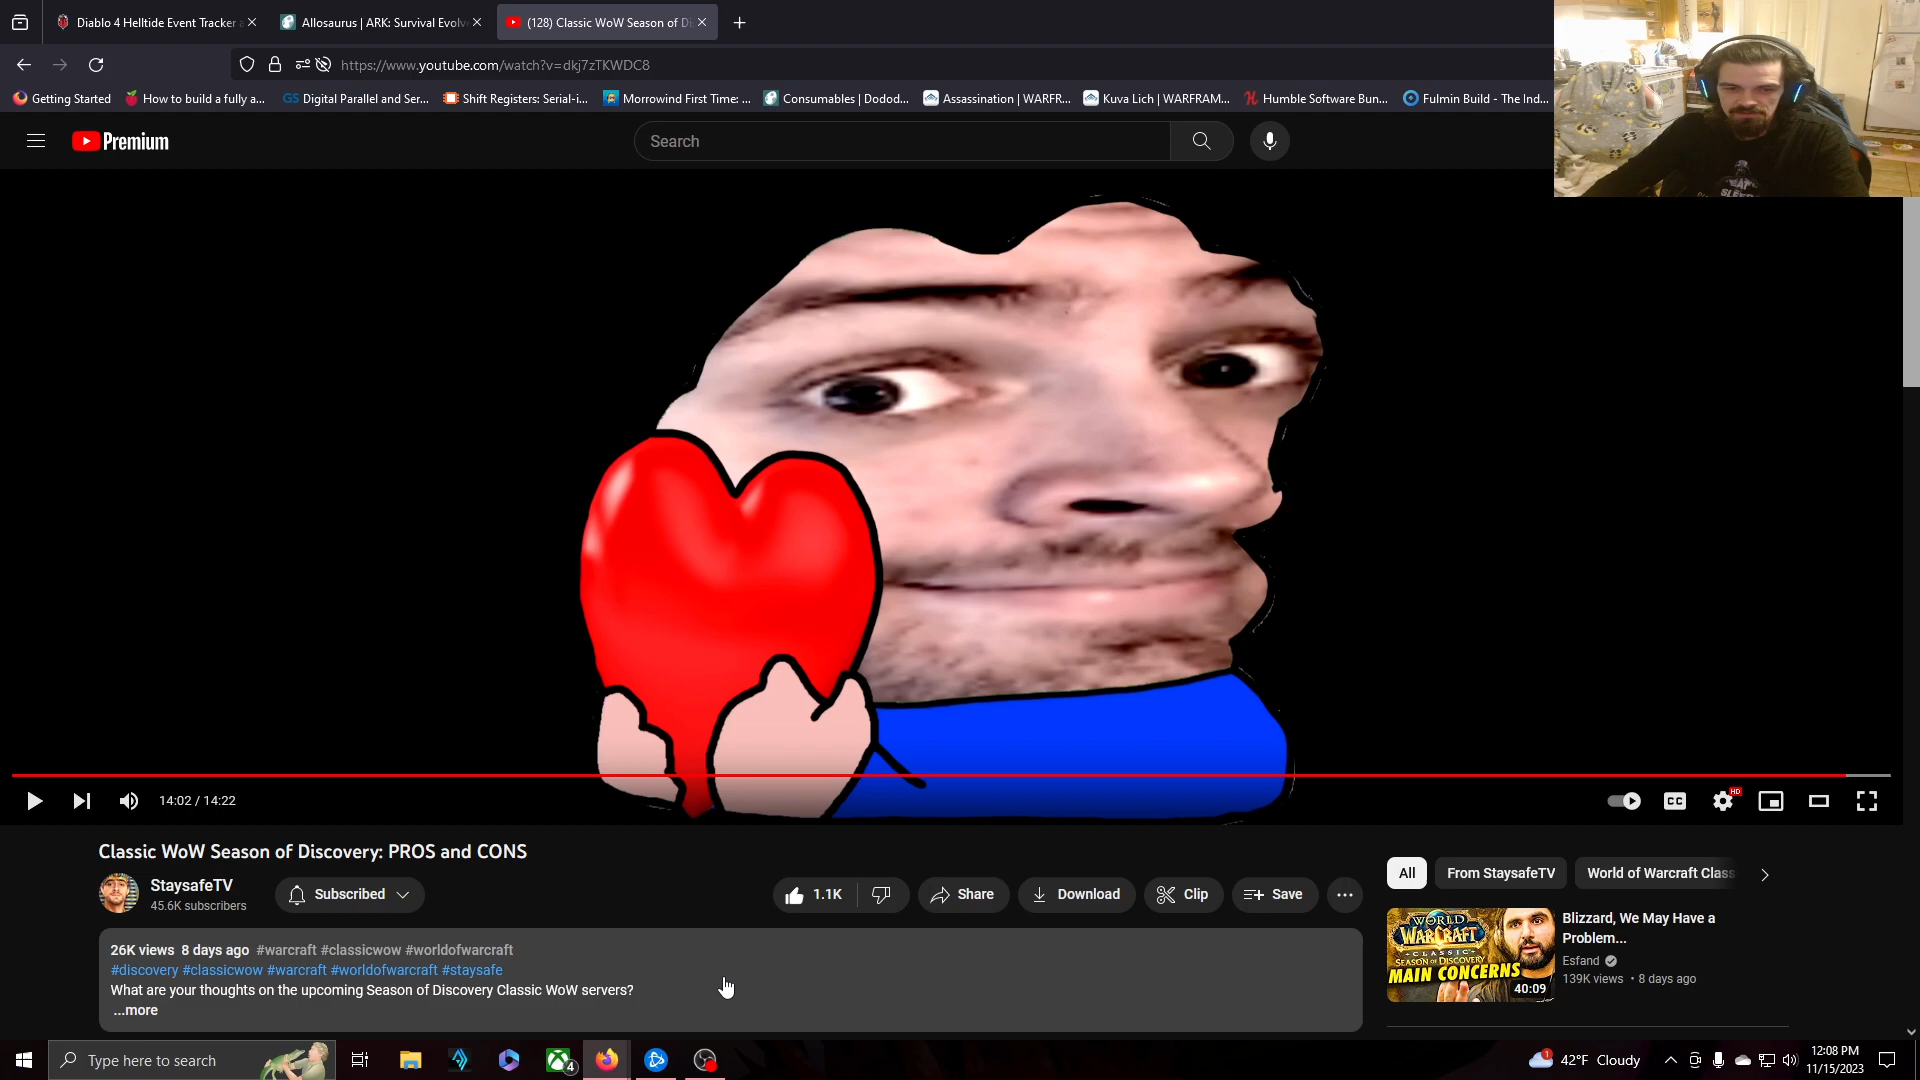 Diablo 4 Helltide Event Tracker
Allosaurus | ARK: Survival Evolv
(128) Classic WoW Season of Di
https://www.youtube.com/watch?v=dkj7zTKWDC8
Getting Started
How to build a fully a...
GS Digital Parallel and Ser...
Shift Registers: Serial-i...
Morrowind First Time: ...
Consumables | Dodod...
Assassination | WARFR...
Kuva Lich | WARFRAM...
Humble Software Bun...
Fulmin Build - The Ind...
Premium
Search
14:02 / 14:22
CC
HD
Classic WoW Season of Discovery: PROS and CONS
StaysafeTV
45.6K subscribers
Subscribed
1.1K
Share
Download
Clip
Save
All
From StaysafeTV
World of Warcraft Class
26K views 8 days ago #warcraft #classicwow #worldofwarcraft
#discovery #classicwow #warcraft #worldofwarcraft #staysafe
What are your thoughts on the upcoming Season of Discovery Classic WoW servers?
...more
WORLD
WARCRAFT
CLASSIC
SEASON OF DISCOVERY
MAIN CONCERNS
40:09
Blizzard, We May Have a
Problem...
Esfand
139K views • 8 days ago
Type here to search
4
1
42°F Cloudy
12:08 PM
11/15/2023